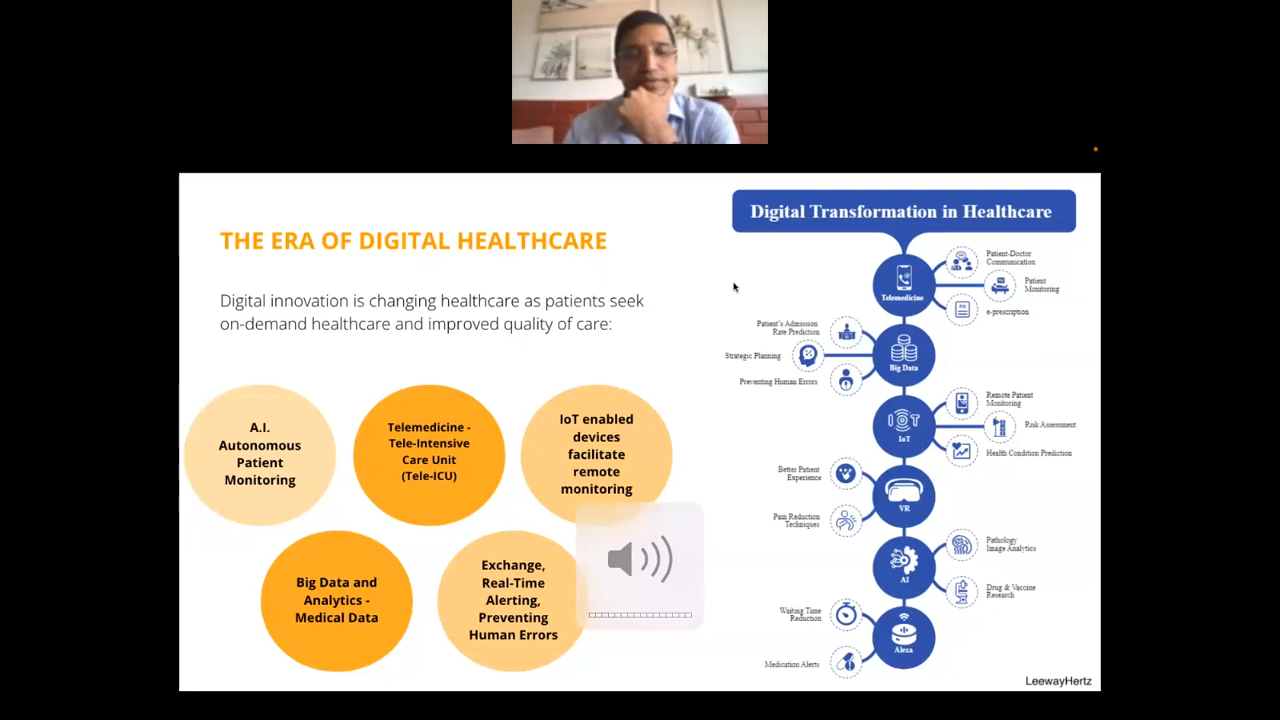 THE ERA OF DIGITAL HEALTHCARE
Digital innovation is changing healthcare as patients seek
on-demand healthcare and improved quality of care:
A.I.
Autonomous
Patient
Monitoring
Telemedicine -
Tele-Intensive
Care Unit
(Tele-ICU)
IoT enabled
devices
facilitate
remote
monitoring
Big Data and
Analytics -
Medical Data
Exchange,
Real-Time
Alerting,
Preventing
Human Errors
Digital Transformation in Healthcare
Telemedicine
Patient-Doctor
Communication
Patient
Monitoring
e-prescription
Patient's Admission
Rate Prediction
Strategic Planning
Preventing Human Errors
Big Data
IoT
IoT
Remote Patient
Monitoring
Risk Assessment
Health Condition Prediction
Better Patient
Experience
Pain Reduction
Techniques
VR
AI
Pathology
Image Analytics
Drug & Vaccine
Research
Waiting Time
Reduction
Medication Alerts
Alexa
LeewayHertz